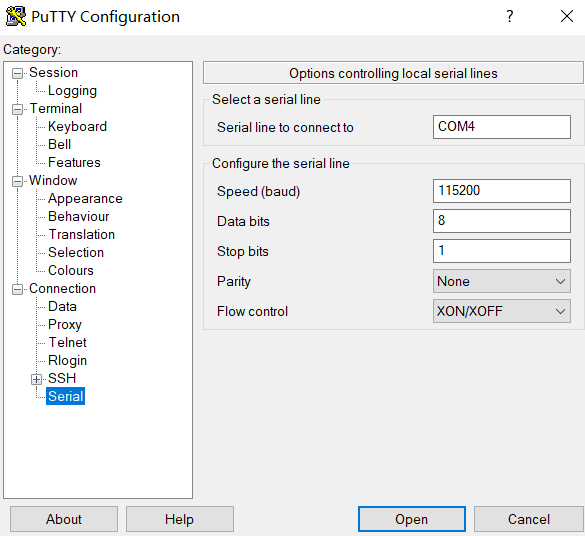 PuTTY Configuration
?
Category:
Session
Logging
Terminal
Keyboard
Bell
Features
Window
Appearance
Behaviour
Translation
Selection
Colours
Connection
Data
Proxy
Telnet
Rlogin
SSH
Serial
Options controlling local serial lines
Select a serial line
Serial line to connect to COM4
Configure the serial line
Speed (baud) 115200
Data bits 8
Stop bits 1
Parity None
Flow control XON/XOFF
About Help Open Cancel